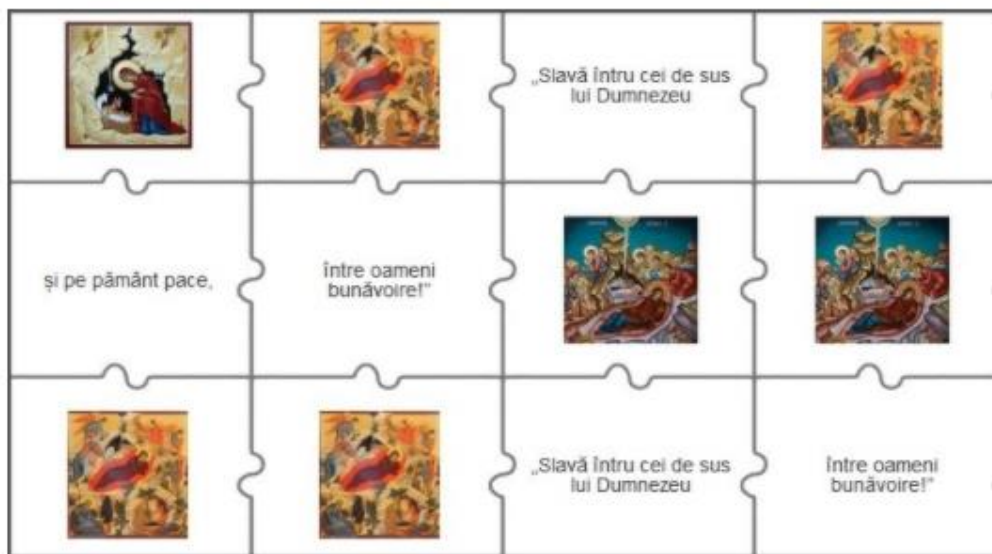 „Slavă întru cei de sus
lui Dumnezeu
și pe pământ pace,
între oameni
bunăvoire!”
„Slavă întru cei de sus
lui Dumnezeu
între oameni
bunăvoire!”